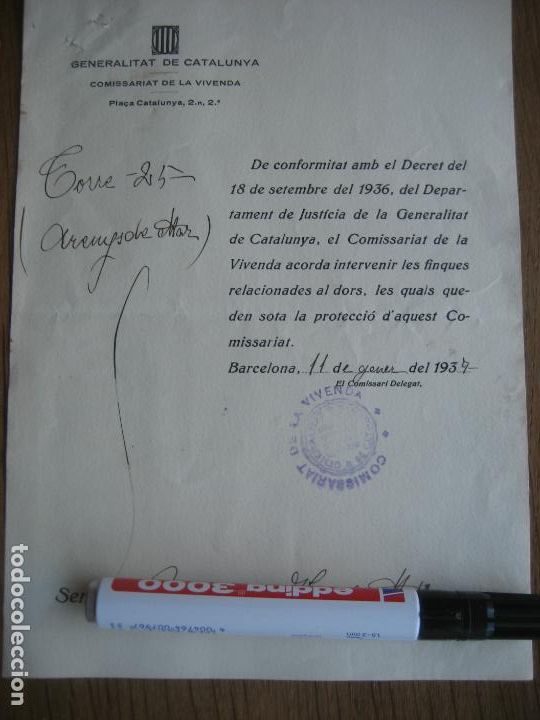 GENERALITAT DE CATALUNYA
COMISSARIAT DE LA VIVENDA
Plaça Catalunya, 2.n, 2.ª
Torre -25-
(Arenys de Mar)
De conformitat amb el Decret del
18 de setembre del 1936, del Depar-
tament de Justícia de la Generalitat
de Catalunya, el Comissariat de la
Vivenda acorda intervenir les finques
relacionades al dors, les quals que-
den sota la protecció d'aquest Co-
missariat.
Barcelona, 11 de gener del 1937
El Comissari Delegat,
COMISSARIAT DE LA VIVENDA
Ser
edding 3000
todocoleccion